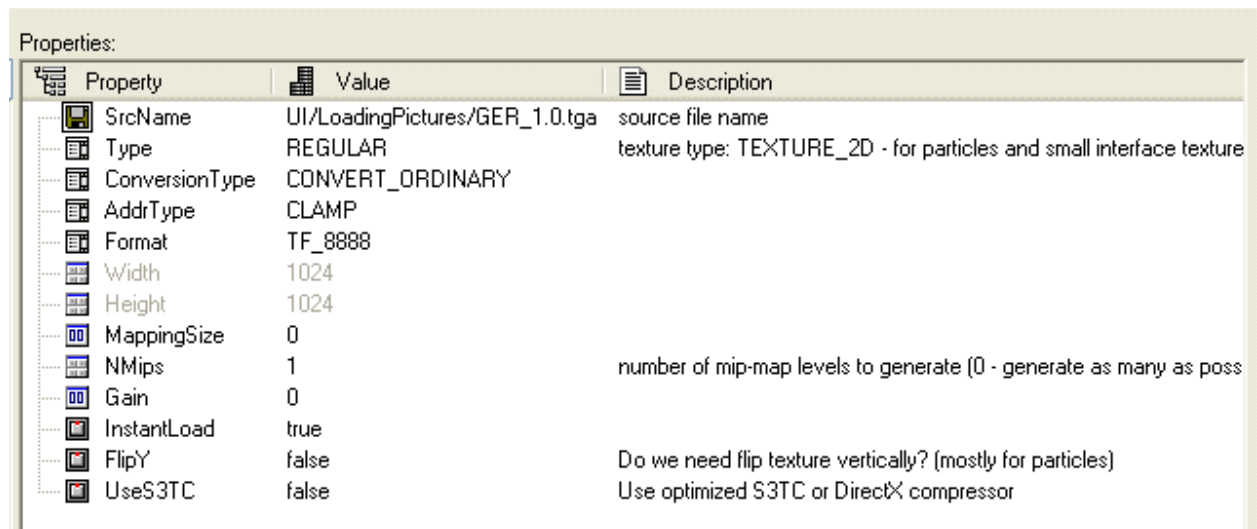 Properties:
Property Value Description
SrcName UI/LoadingPictures/GER_1.0.tga source file name
Type REGULAR texture type: TEXTURE_2D - for particles and small interface texture
ConversionType CONVERT_ORDINARY
AddrType CLAMP
Format TF_8888
Width 1024
Height 1024
MappingSize 0
NMips 1 number of mip-map levels to generate (0 - generate as many as poss
Gain 0
InstantLoad true
FlipY false Do we need flip texture vertically? (mostly for particles)
UseS3TC false Use optimized S3TC or DirectX compressor